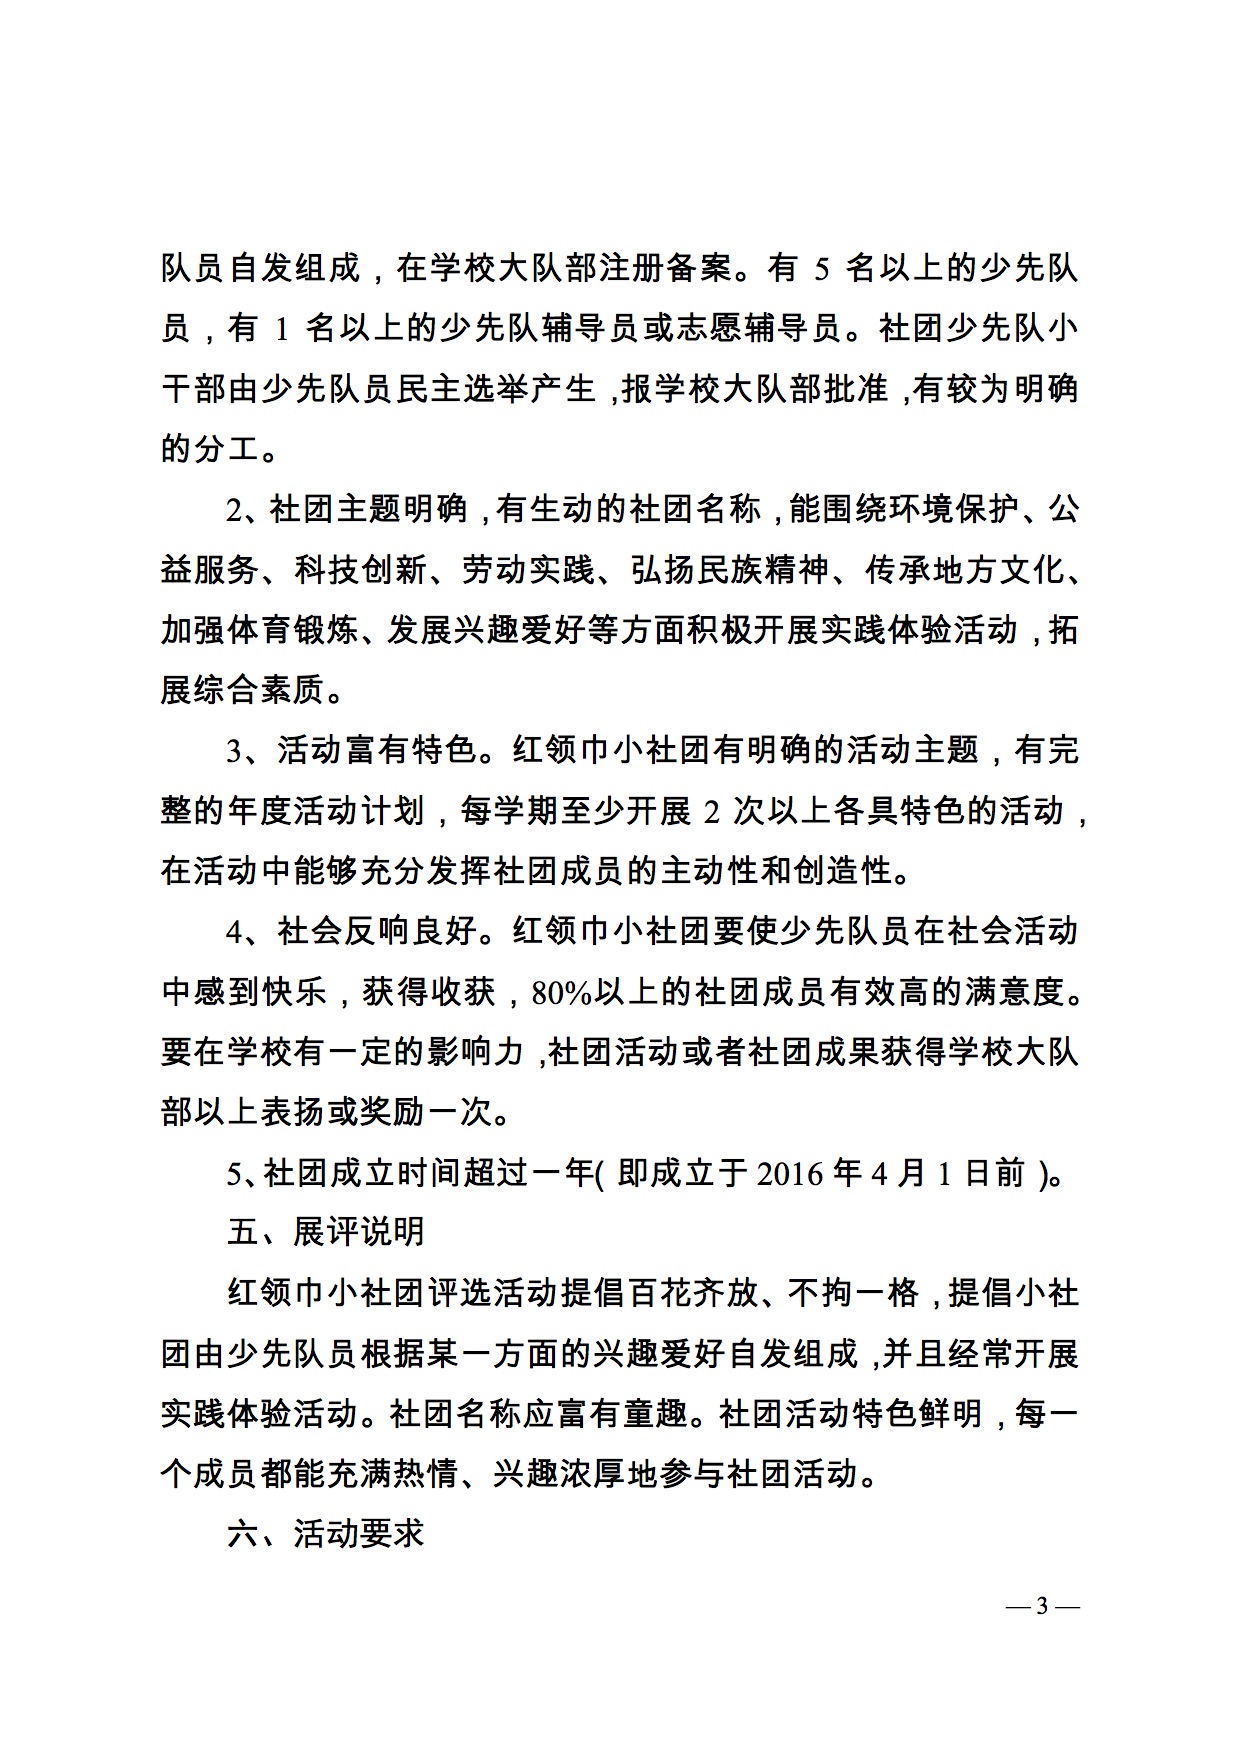 队员自发组成，在学校大队部注册备案。有 5 名以上的少先队
员，有 1 名以上的少先队辅导员或志愿辅导员。社团少先队小
干部由少先队员民主选举产生，报学校大队部批准，有较为明确
的分工。
2、社团主题明确，有生动的社团名称，能围绕环境保护、公
益服务、科技创新、劳动实践、弘扬民族精神、传承地方文化、
加强体育锻炼、发展兴趣爱好等方面积极开展实践体验活动，拓
展综合素质。
3、活动富有特色。红领巾小社团有明确的活动主题，有完
整的年度活动计划，每学期至少开展 2 次以上各具特色的活动，
在活动中能够充分发挥社团成员的主动性和创造性。
4、社会反响良好。红领巾小社团要使少先队员在社会活动
中感到快乐，获得收获，80%以上的社团成员有效高的满意度。
要在学校有一定的影响力，社团活动或者社团成果获得学校大队
部以上表扬或奖励一次。
5、社团成立时间超过一年（即成立于 2016 年 4 月 1 日前）。
五、展评说明
红领巾小社团评选活动提倡百花齐放、不拘一格，提倡小社
团由少先队员根据某一方面的兴趣爱好自发组成，并且经常开展
实践体验活动。社团名称应富有童趣。社团活动特色鲜明，每一
个成员都能充满热情、兴趣浓厚地参与社团活动。
六、活动要求
— 3 —